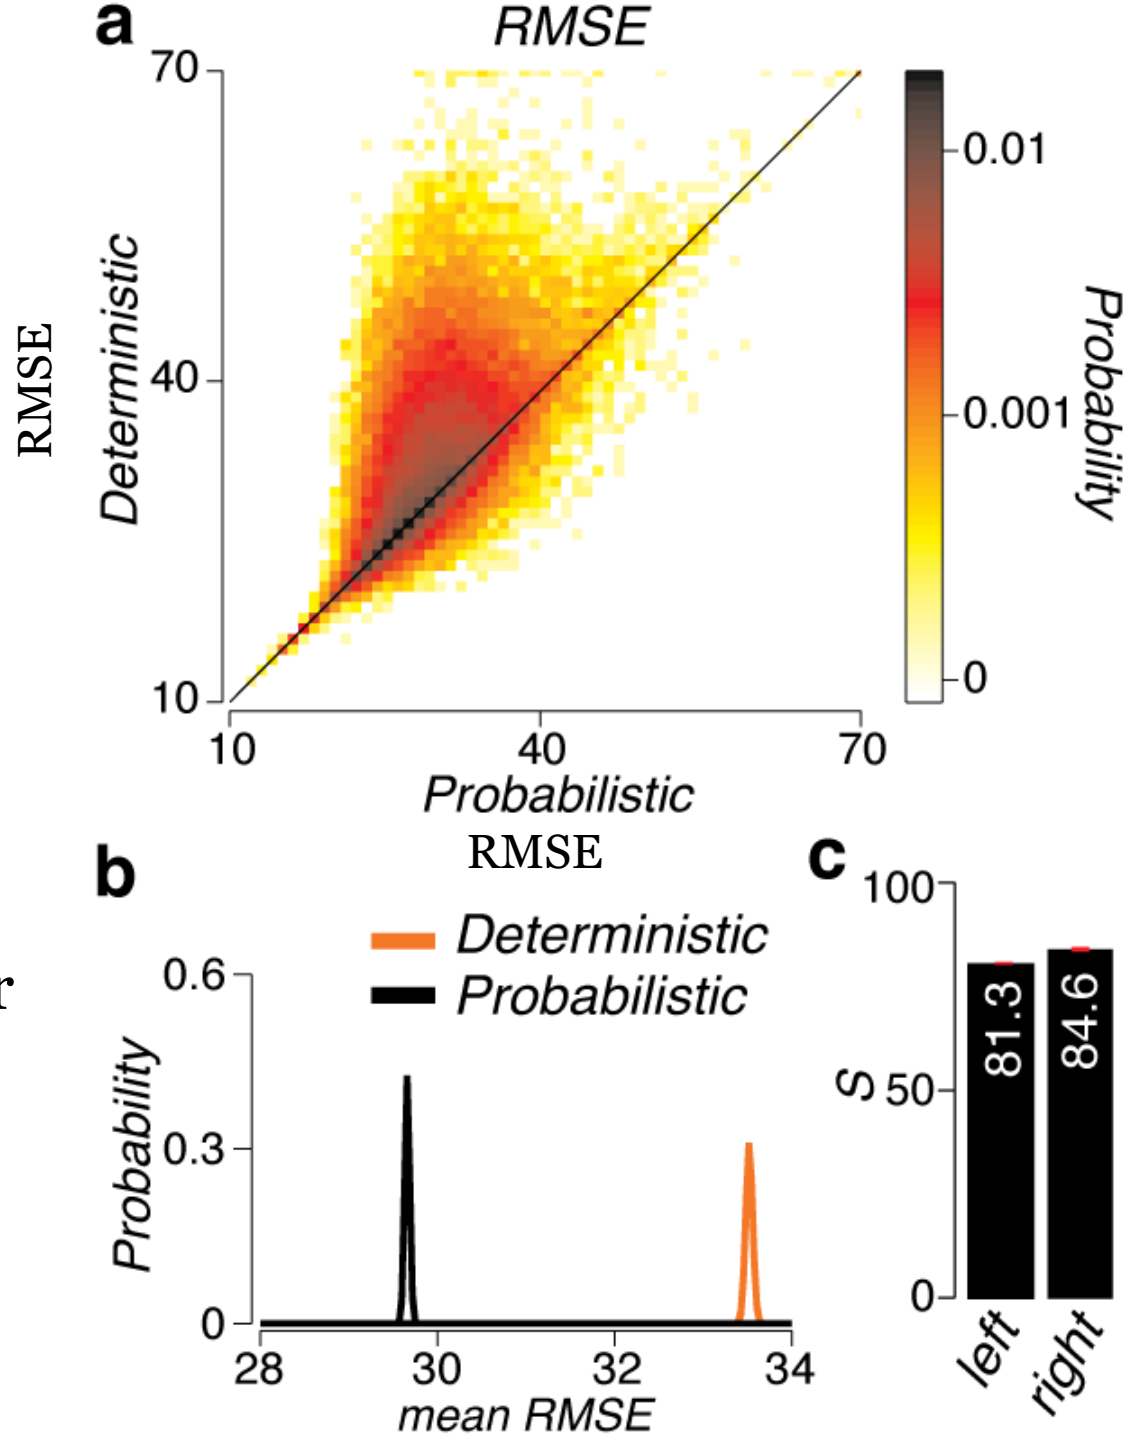 a
RMSE
70
40
10
Deterministic
RMSE
10 40 70
Probabilistic
RMSE
0.01
0.001
0
Probability
b
Deterministic
Probabilistic
0.6
0.3
0
Probability
28 30 32 34
mean RMSE
r
c
100
50
0
S
81.3
84.6
left
right